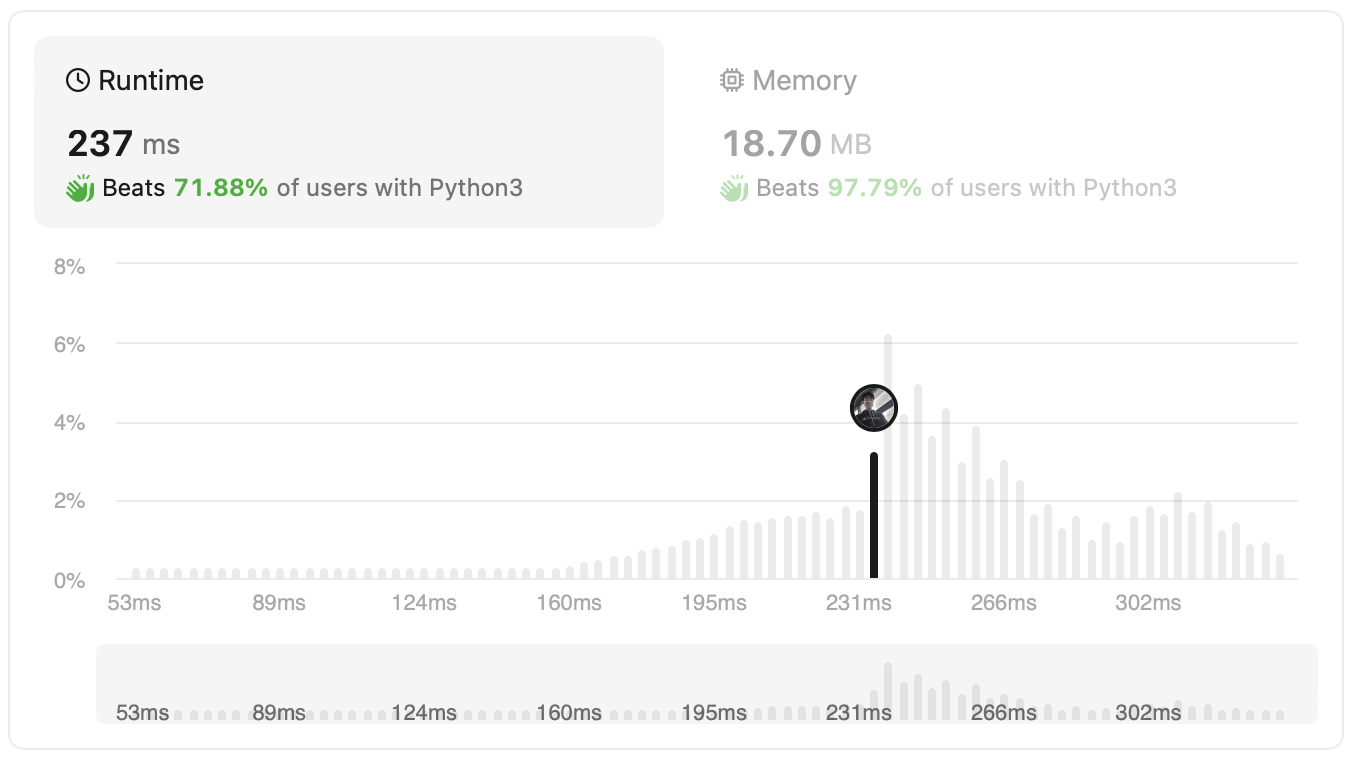 Runtime
237 ms
Beats 71.88% of users with Python3
Memory
18.70 MB
Beats 97.79% of users with Python3
8%
6%
4%
2%
0%
53ms 89ms 124ms 160ms 195ms 231ms 266ms 302ms
53ms 89ms 124ms 160ms 195ms 231ms 266ms 302ms